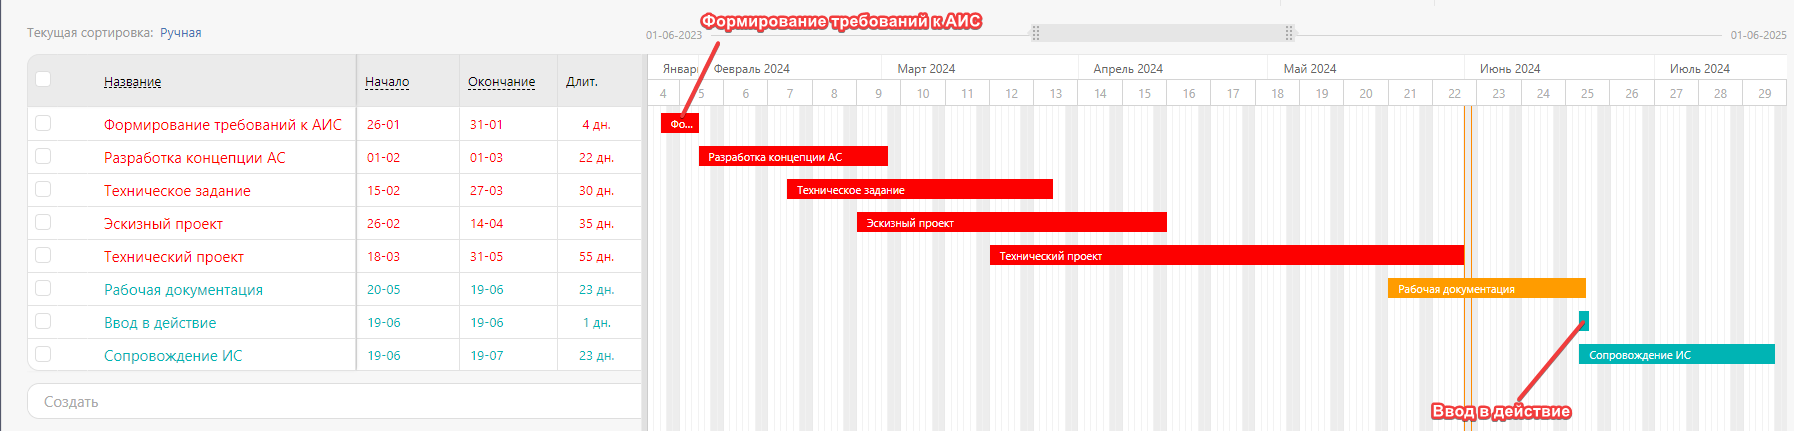 Формирование требований к АИС
Текущая сортировка: Ручная
01-06-2023
01-06-2025
Название Начало Окончание Длит.
Январь Февраль 2024 Март 2024 Апрель 2024 Май 2024 Июнь 2024 Июль 2024
4 5 6 7 8 9 10 11 12 13 14 15 16 17 18 19 20 21 22 23 24 25 26 27 28 29
Формирование требований к АИС 26-01 31-01 4 дн.
Фо...
Разработка концепции АС 01-02 01-03 22 дн.
Разработка концепции АС
Техническое задание 15-02 27-03 30 дн.
Техническое задание
Эскизный проект 26-02 14-04 35 дн.
Эскизный проект
Технический проект 18-03 31-05 55 дн.
Технический проект
Рабочая документация 20-05 19-06 23 дн.
Рабочая документация
Ввод в действие 19-06 19-06 1 дн.
Сопровождение ИС 19-06 19-07 23 дн.
Сопровождение ИС
Создать
Ввод в действие